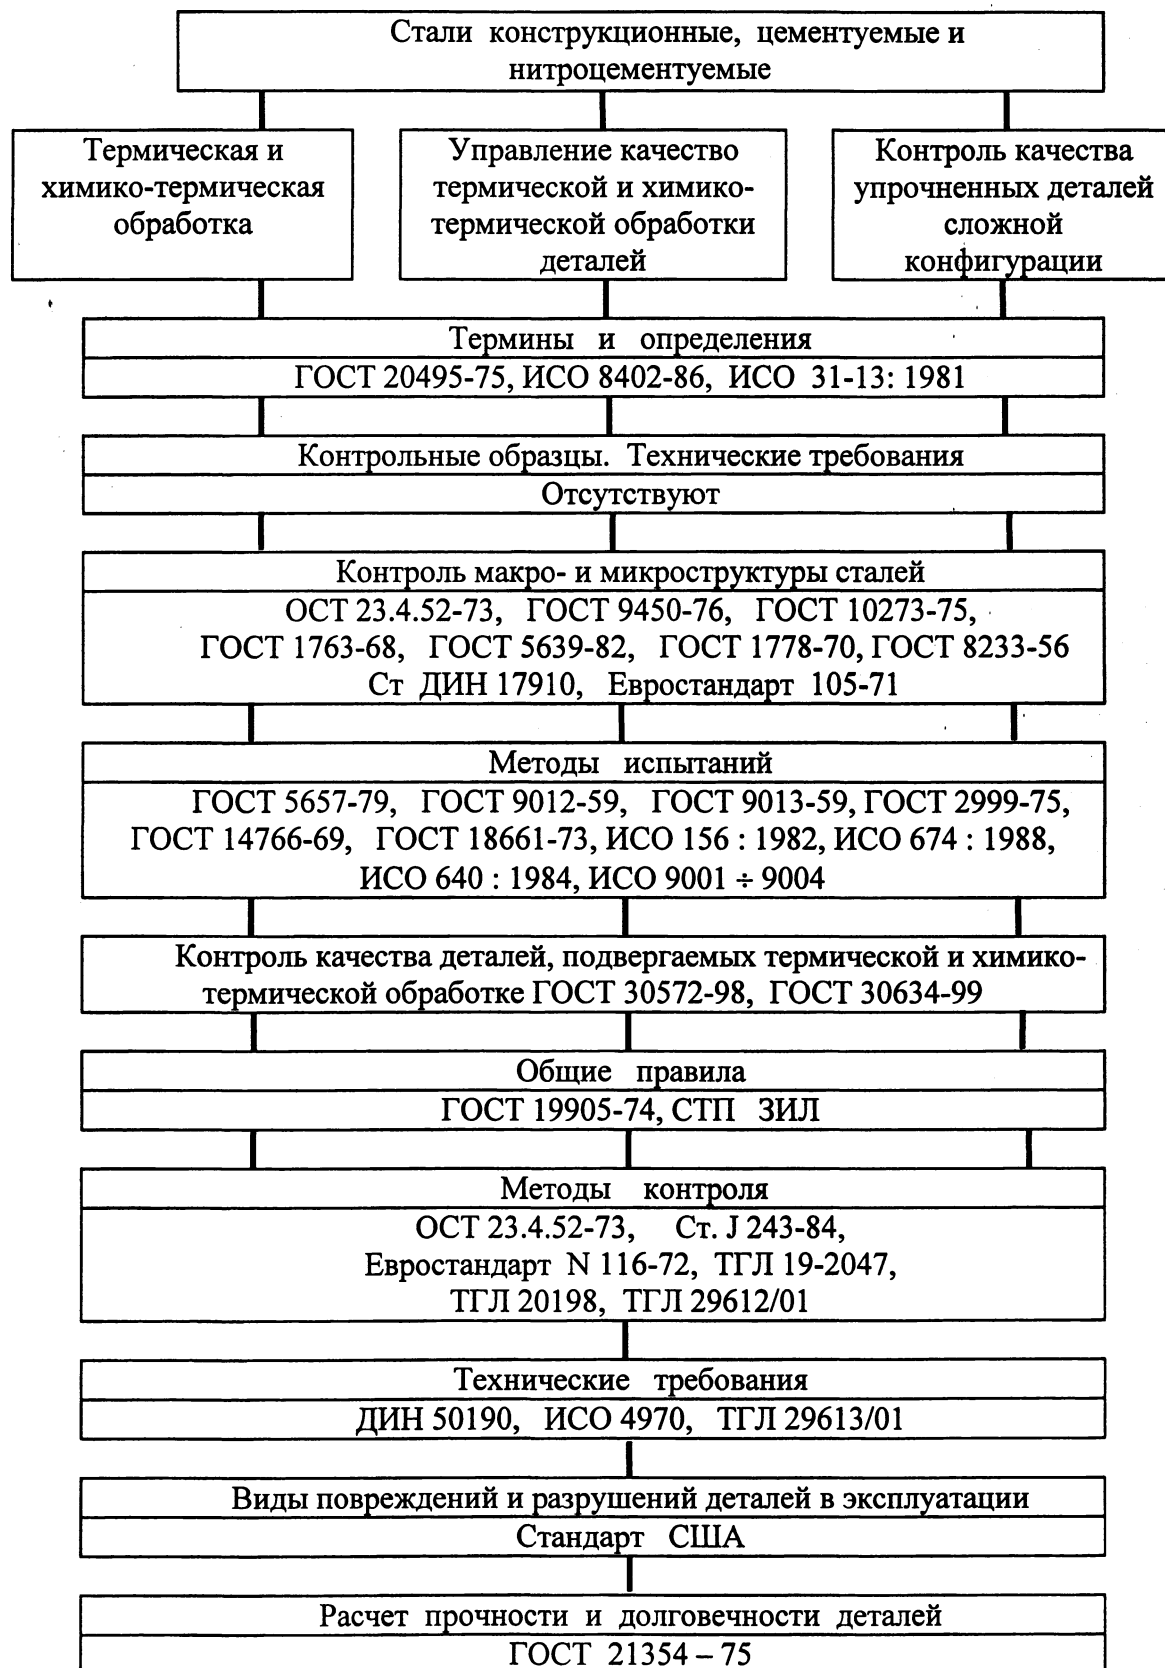 Стали конструкционные, цементуемые и
нитроцементуемые
Термическая и
химико-термическая
обработка
Управление качество
термической и химико-
термической обработки
деталей
Контроль качества
упрочненных деталей
сложной
конфигурации
Термины и определения
ГОСТ 20495-75, ИСО 8402-86, ИСО 31-13: 1981
Контрольные образцы. Технические требования
Отсутствуют
Контроль макро- и микроструктуры сталей
ОСТ 23.4.52-73, ГОСТ 9450-76, ГОСТ 10273-75,
ГОСТ 1763-68, ГОСТ 5639-82, ГОСТ 1778-70, ГОСТ 8233-56
Ст ДИН 17910, Евростандарт 105-71
Методы испытаний
ГОСТ 5657-79, ГОСТ 9012-59, ГОСТ 9013-59, ГОСТ 2999-75,
ГОСТ 14766-69, ГОСТ 18661-73, ИСО 156 : 1982, ИСО 674 : 1988,
ИСО 640 : 1984, ИСО 9001 ÷ 9004
Контроль качества деталей, подвергаемых термической и химико-
термической обработке ГОСТ 30572-98, ГОСТ 30634-99
Общие правила
ГОСТ 19905-74, СТП ЗИЛ
Методы контроля
ОСТ 23.4.52-73, Ст. J 243-84,
Евростандарт N 116-72, ТГЛ 19-2047,
ТГЛ 20198, ТГЛ 29612/01
Технические требования
ДИН 50190, ИСО 4970, ТГЛ 29613/01
Виды повреждений и разрушений деталей в эксплуатации
Стандарт США
Расчет прочности и долговечности деталей
ГОСТ 21354 – 75